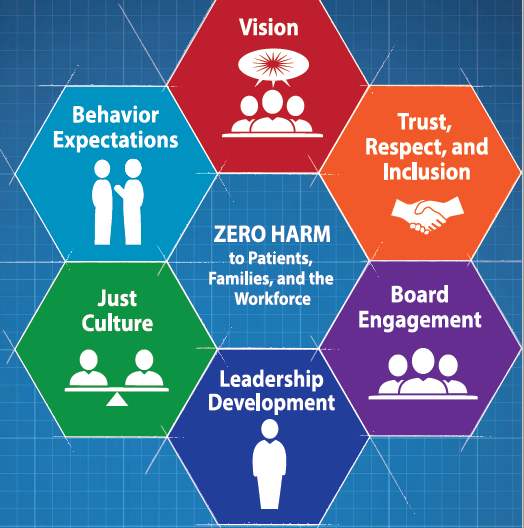 Vision
Behavior
Expectations
Trust,
Respect, and
Inclusion
ZERO HARM
to Patients,
Families, and the
Workforce
Just
Culture
Board
Engagement
Leadership
Development